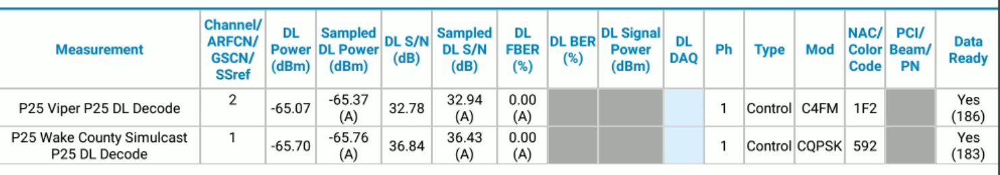 Measurement
Channel/
ARFCN/
GSCN/
SSref
DL
Power
(dBm)
Sampled
DL Power
(dBm)
DL S/N
(dB)
Sampled
DL S/N
(dB)
DL
FBER
(%)
DL BER
(%)
DL Signal
Power
(dBm)
DL
DAQ
Ph
Type
Mod
NAC/
Color
Code
PCI/
Beam/
PN
Data
Ready
P25 Viper P25 DL Decode
2
-65.07
-65.37
(A)
32.78
32.94
(A)
0.00
(A)
1
Control
C4FM
1F2
Yes
(186)
P25 Wake County Simulcast
P25 DL Decode
1
-65.70
-65.76
(A)
36.84
36.43
(A)
0.00
(A)
1
Control
CQPSK
592
Yes
(183)